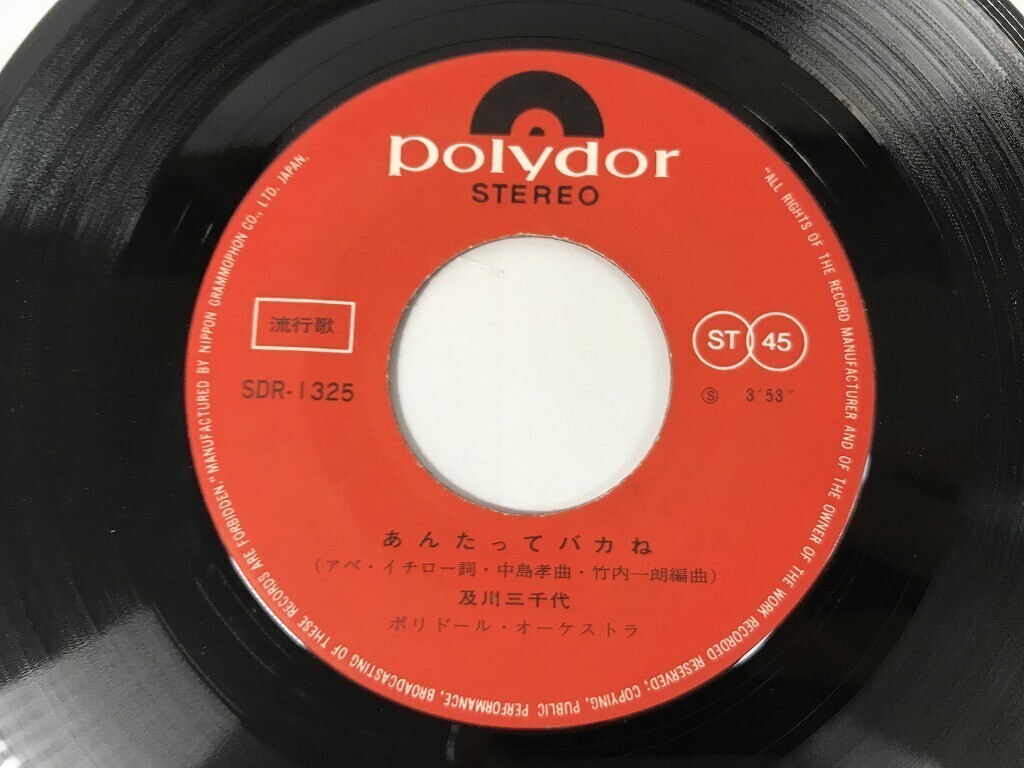 polydor
STEREO
流行歌
SDR-1325
ST 45
Ⓢ 3′53″
あんたってバカね
(アベ・イチロー詞・中島孝曲・竹内一朗編曲)
及川三千代
ポリドール・オーケストラ
"ALL RIGHTS OF THE RECORD MANUFACTURER AND OF THE OWNER OF THE WORK RECORDED RESERVED; COPYING, PUBLIC PERFORMANCE, BROADCASTING OF THESE RECORDS ARE FORBIDDEN." MANUFACTURED BY NIPPON GRAMMOPHON CO., LTD. JAPAN.